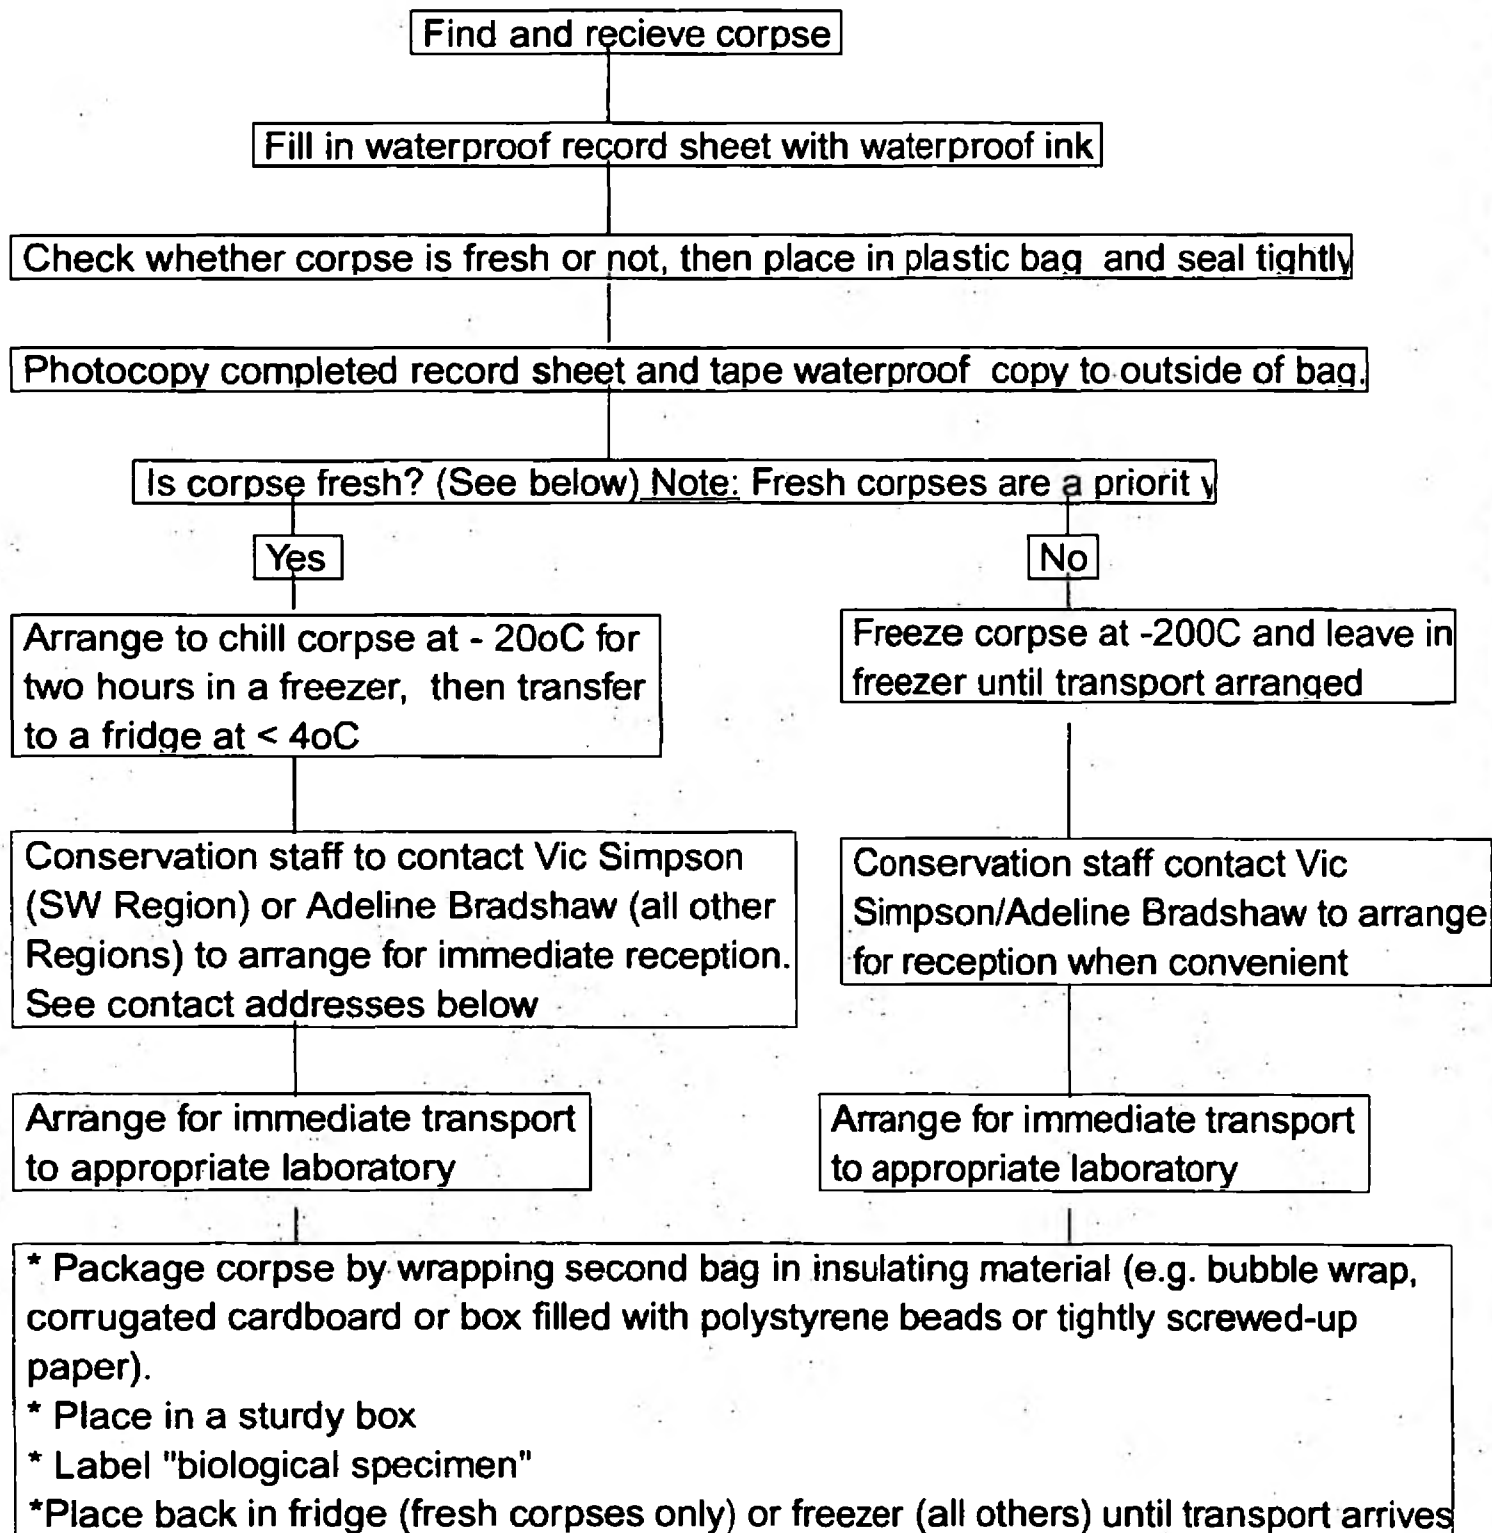 Find and recieve corpse
Fill in waterproof record sheet with waterproof ink
Check whether corpse is fresh or not, then place in plastic bag and seal tightly
Photocopy completed record sheet and tape waterproof copy to outside of bag.
Is corpse fresh? (See below) Note: Fresh corpses are a priorit y
Yes
No
Arrange to chill corpse at - 20oC for
two hours in a freezer, then transfer
to a fridge at < 4oC
Freeze corpse at -200C and leave in
freezer until transport arranged
Conservation staff to contact Vic Simpson
(SW Region) or Adeline Bradshaw (all other
Regions) to arrange for immediate reception.
See contact addresses below
Conservation staff contact Vic
Simpson/Adeline Bradshaw to arrange
for reception when convenient
Arrange for immediate transport
to appropriate laboratory
Arrange for immediate transport
to appropriate laboratory
* Package corpse by wrapping second bag in insulating material (e.g. bubble wrap,
corrugated cardboard or box filled with polystyrene beads or tightly screwed-up
paper).
* Place in a sturdy box
* Label "biological specimen"
*Place back in fridge (fresh corpses only) or freezer (all others) until transport arrives